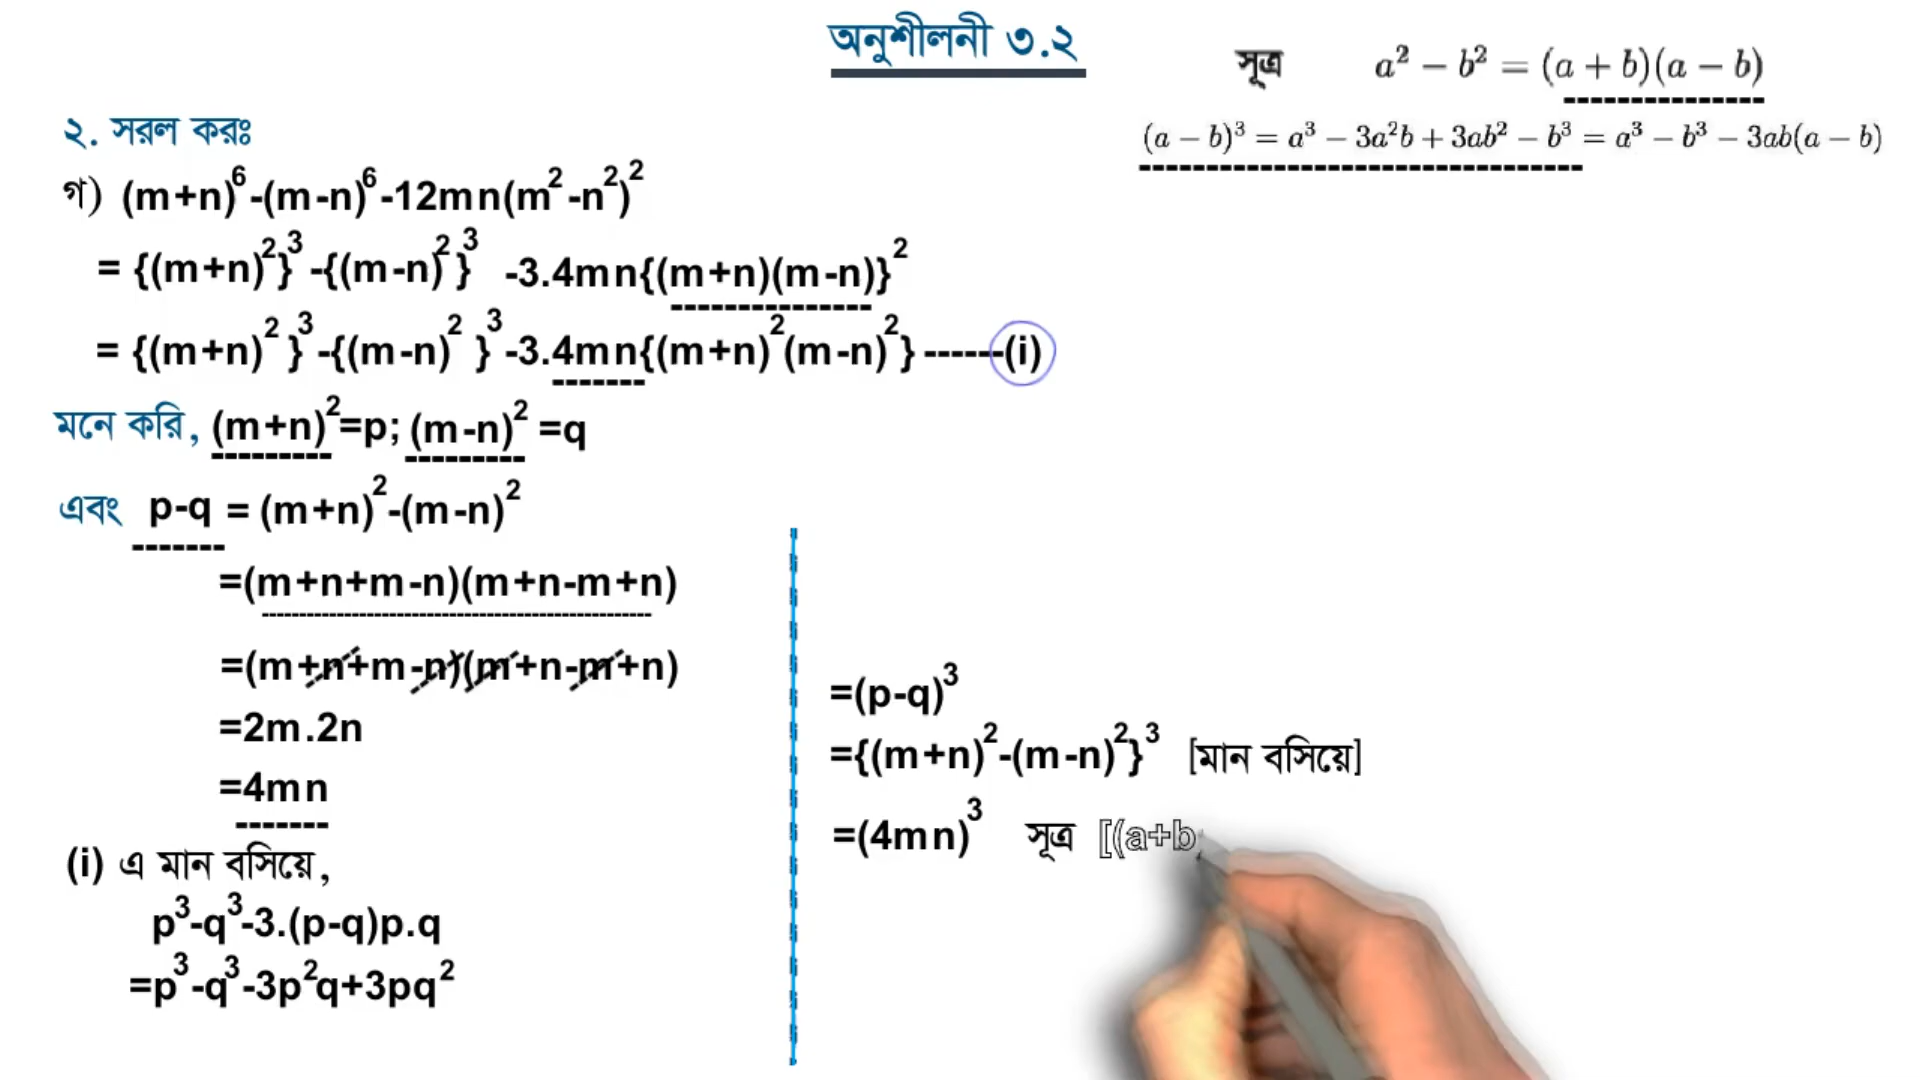 অনুশীলনী ৩.২
সূত্র a² − b² = (a + b)(a − b)
(a − b)³ = a³ − 3a²b + 3ab² − b³ = a³ − b³ − 3ab(a − b)
২. সরল করঃ
গ) (m+n)⁶-(m-n)⁶-12mn(m²-n²)²
= {(m+n)²}³-{(m-n)²}³ -3.4mn{(m+n)(m-n)}²
= {(m+n)²}³-{(m-n)²}³-3.4mn{(m+n)²(m-n)²} ------(i)
মনে করি, (m+n)²=p; (m-n)²=q
এবং p-q = (m+n)²-(m-n)²
=(m+n+m-n)(m+n-m+n)
=(m+n+m-n)(m+n-m+n)
=2m.2n
=4mn
(i) এ মান বসিয়ে,
p³-q³-3.(p-q)p.q
=p³-q³-3p²q+3pq²
=(p-q)³
={(m+n)²-(m-n)²}³ [মান বসিয়ে]
=(4mn)³ সূত্র [(a+b